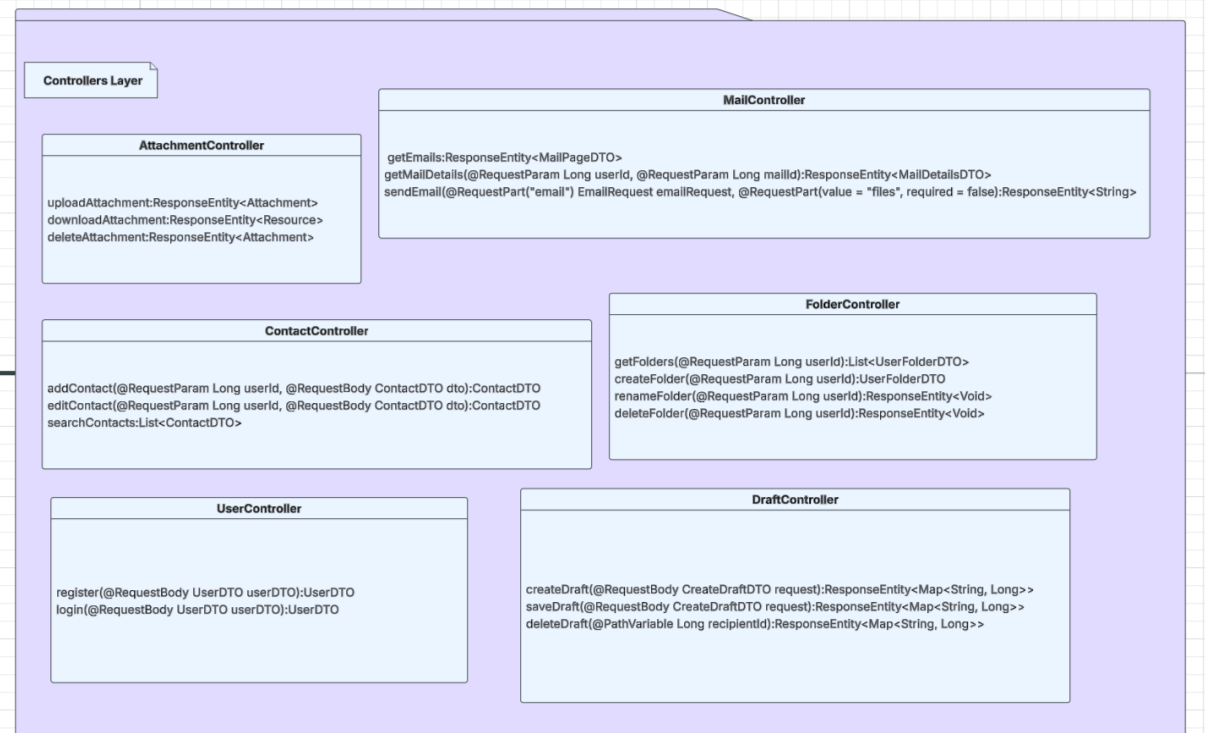 Controllers Layer
MailController
getEmails:ResponseEntity<MailPageDTO>
getMailDetails(@RequestParam Long userId, @RequestParam Long mailId):ResponseEntity<MailDetailsDTO>
sendEmail(@RequestPart("email") EmailRequest emailRequest, @RequestPart(value = "files", required = false):ResponseEntity<String>
AttachmentController
uploadAttachment:ResponseEntity<Attachment>
downloadAttachment:ResponseEntity<Resource>
deleteAttachment:ResponseEntity<Attachment>
FolderController
getFolders(@RequestParam Long userId):List<UserFolderDTO>
createFolder(@RequestParam Long userId):UserFolderDTO
renameFolder(@RequestParam Long userId):ResponseEntity<Void>
deleteFolder(@RequestParam Long userId):ResponseEntity<Void>
ContactController
addContact(@RequestParam Long userId, @RequestBody ContactDTO dto):ContactDTO
editContact(@RequestParam Long userId, @RequestBody ContactDTO dto):ContactDTO
searchContacts:List<ContactDTO>
DraftController
createDraft(@RequestBody CreateDraftDTO request):ResponseEntity<Map<String, Long>>
saveDraft(@RequestBody CreateDraftDTO request):ResponseEntity<Map<String, Long>>
deleteDraft(@PathVariable Long recipientId):ResponseEntity<Map<String, Long>>
UserController
register(@RequestBody UserDTO userDTO):UserDTO
login(@RequestBody UserDTO userDTO):UserDTO